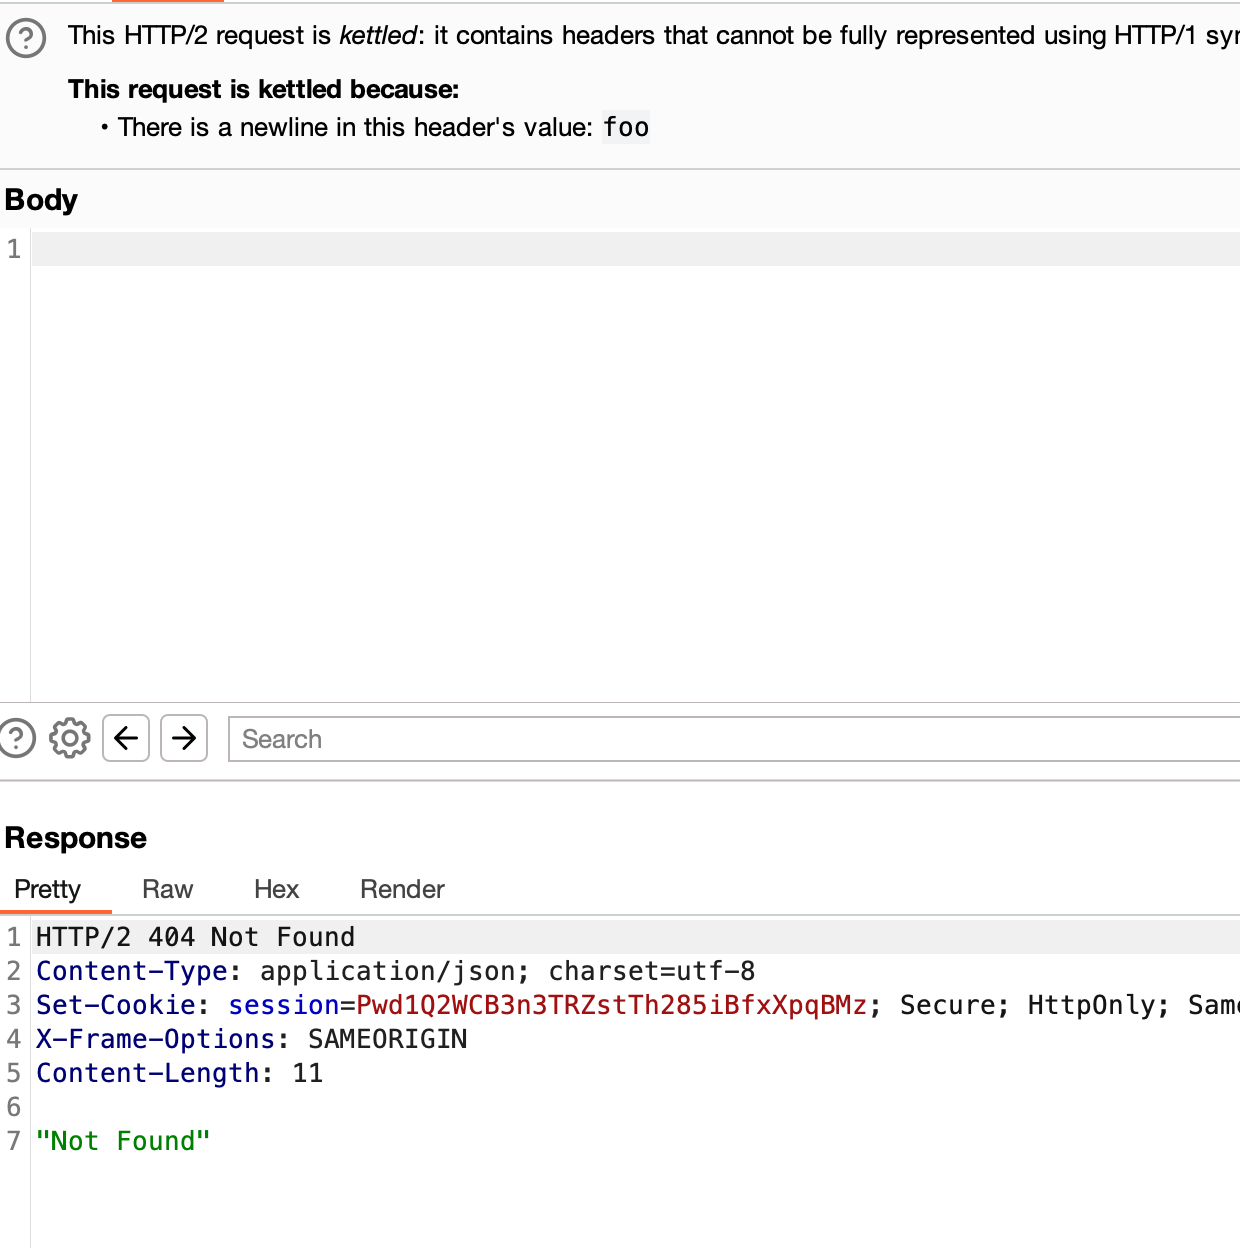 This HTTP/2 request is kettled: it contains headers that cannot be fully represented using HTTP/1
This request is kettled because:
• There is a newline in this header's value: foo
Body
1
Search
Response
Pretty Raw Hex Render
1 HTTP/2 404 Not Found
2 Content-Type: application/json; charset=utf-8
3 Set-Cookie: session=Pwd1Q2WCB3n3TRZstTh285iBfxXpqBMz; Secure; HttpOnly;
4 X-Frame-Options: SAMEORIGIN
5 Content-Length: 11
6
7 "Not Found"